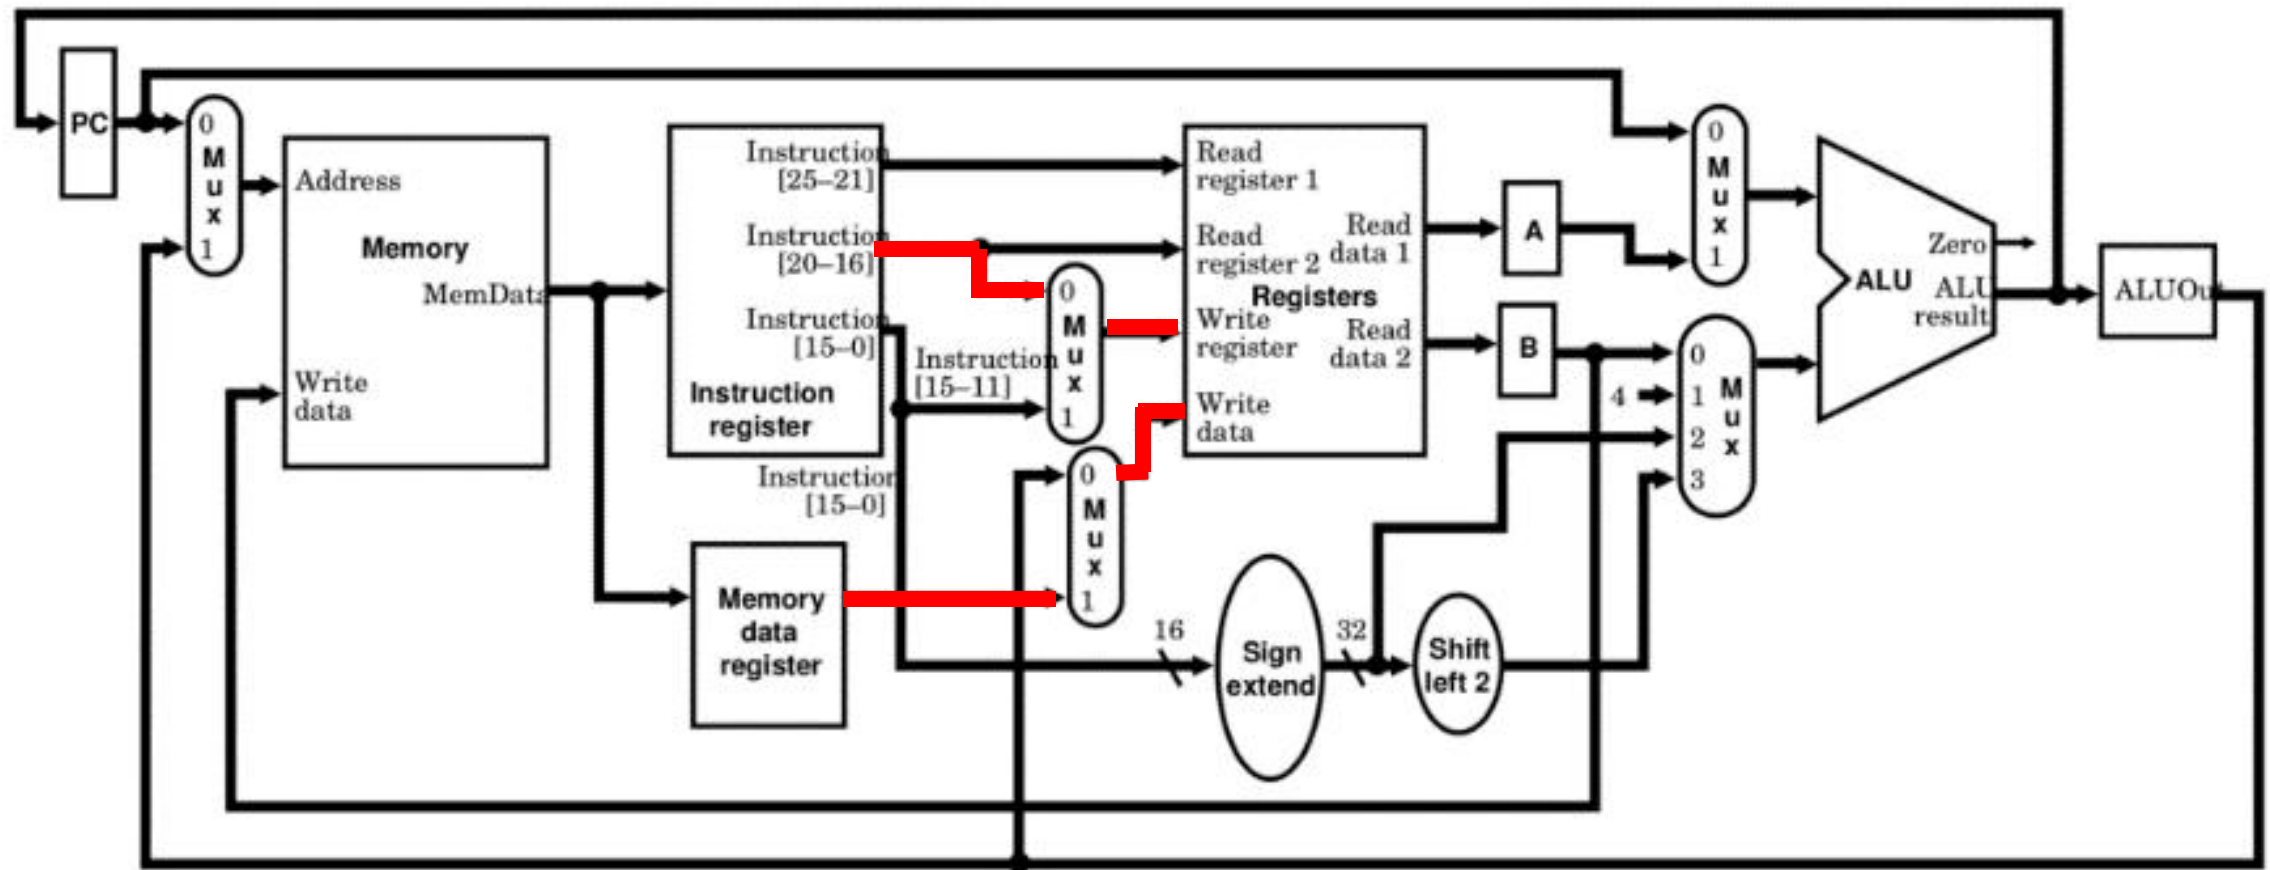 PC
0
M
u
x
1
Address
Memory
MemData
Write
data
Instruction
[25–21]
Instruction
[20–16]
Instruction
[15–0]
Instruction
register
Instruction
[15–11]
Instruction
[15–0]
Memory
data
register
0
M
u
x
1
0
M
u
x
1
Read
register 1
Read
register 2
Registers
Write
register
Write
data
Read
data 1
Read
data 2
16
Sign
extend
32
Shift
left 2
A
B
4
0
M
u
x
1
0
1
2
3
M
u
x
ALU
Zero
ALU
result
ALUOut